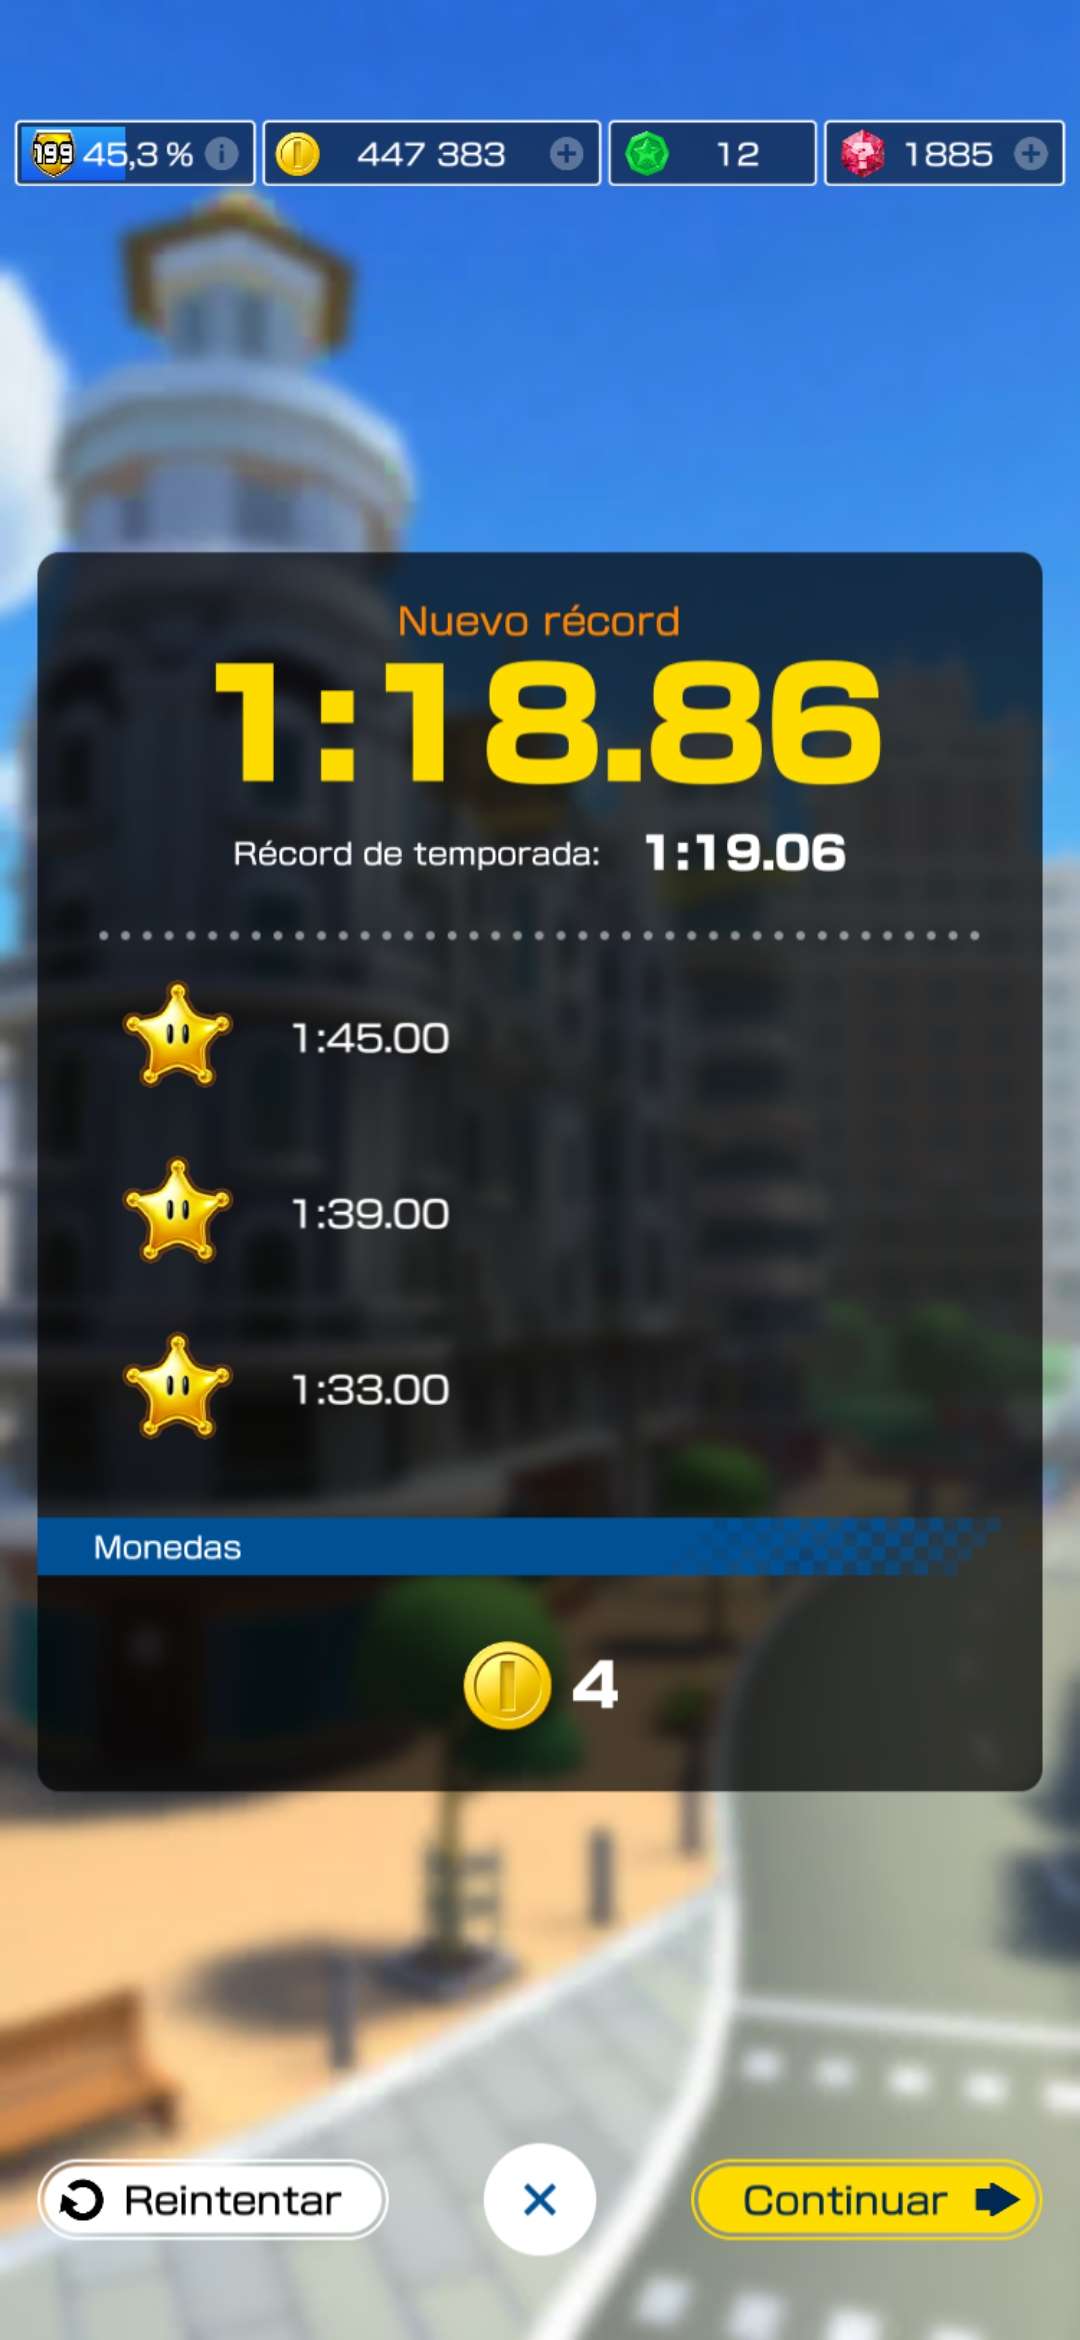 199 45,3 % i 447 383 + 12 ? 1885 +
Nuevo récord
1:18.86
Récord de temporada: 1:19.06
1:45.00
1:39.00
1:33.00
Monedas
4
Reintentar × Continuar